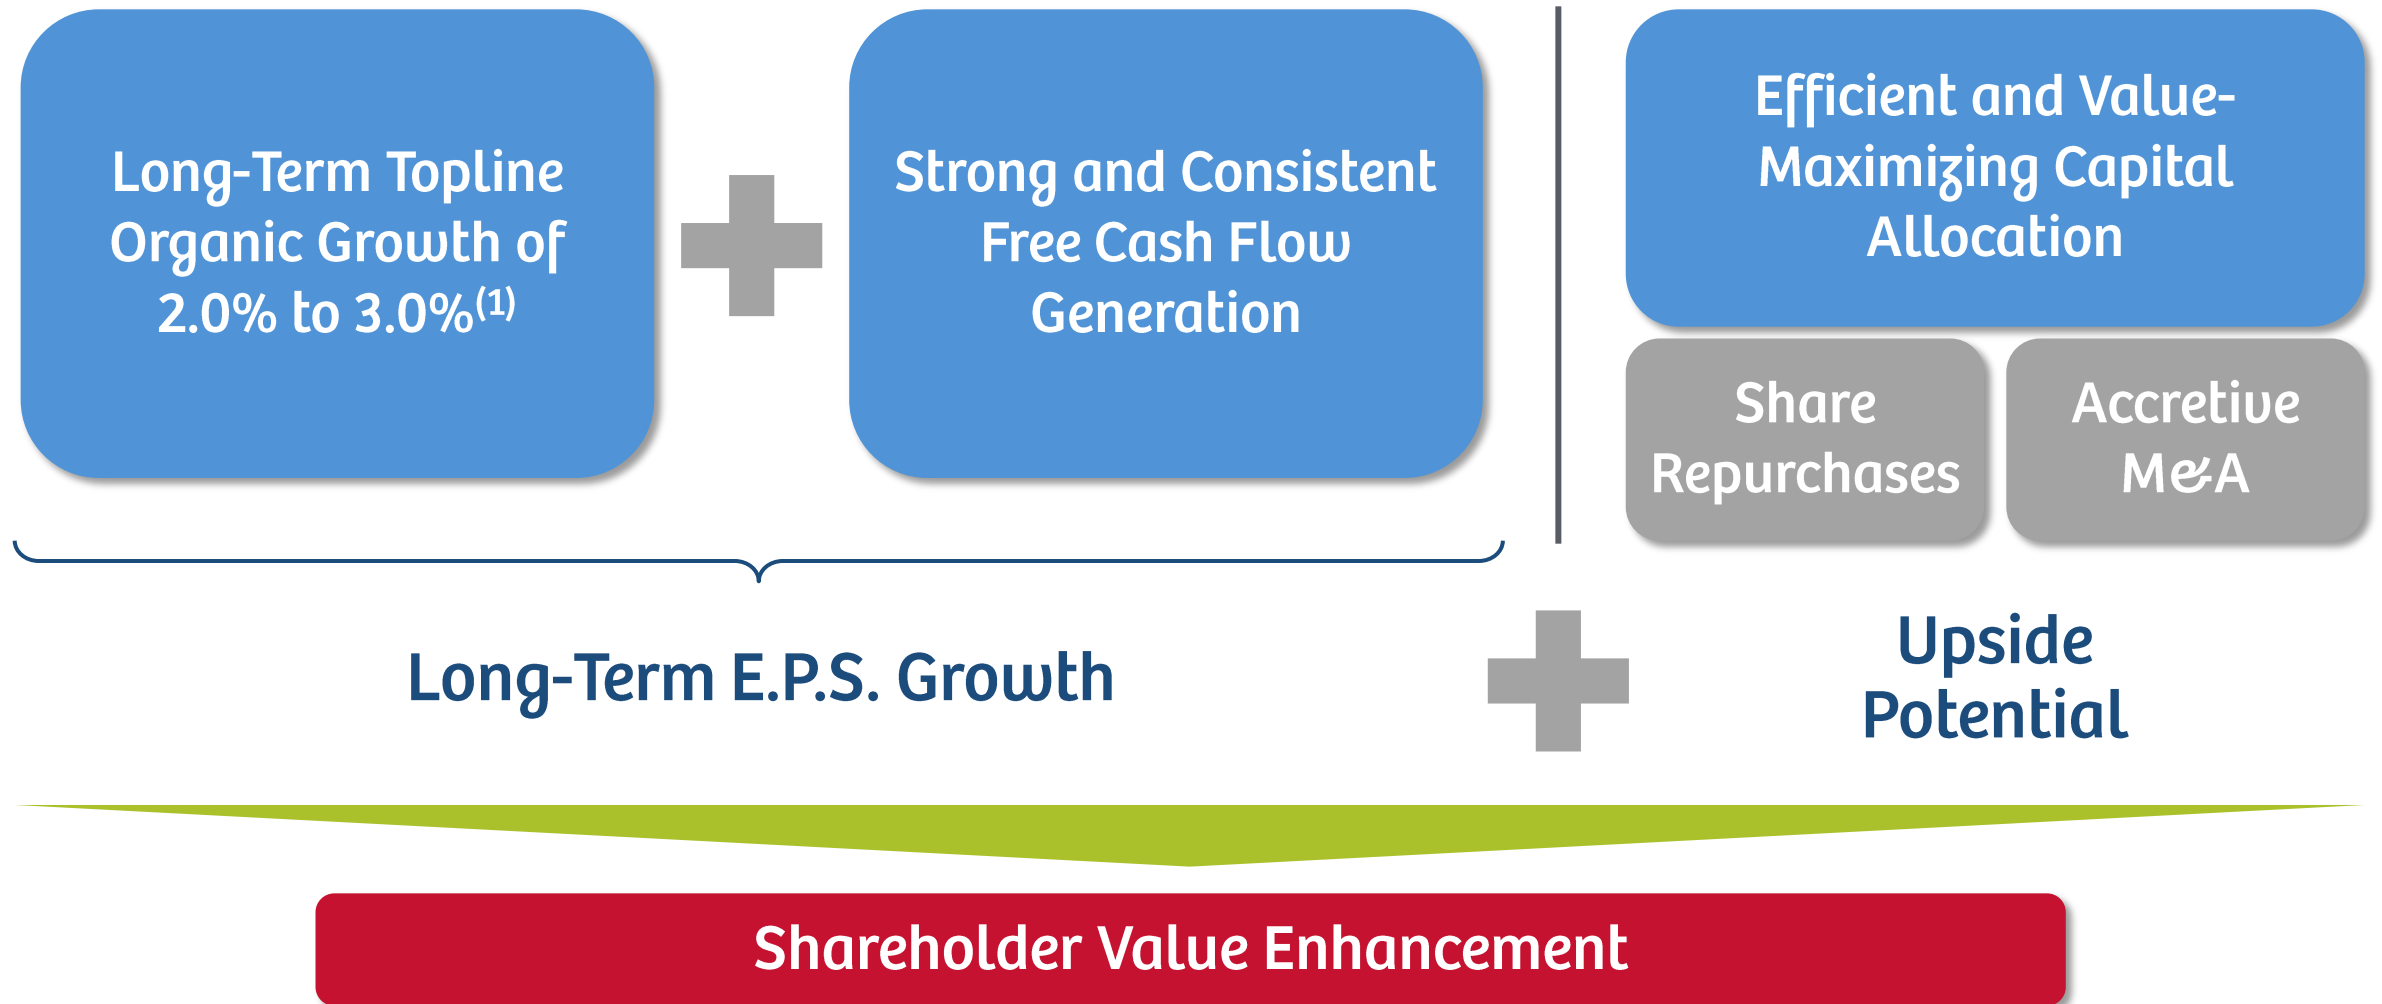 Long-Term Topline
Organic Growth of
2.0% to 3.0%(1)
Strong and Consistent
Free Cash Flow
Generation
Efficient and Value-
Maximizing Capital
Allocation
Share
Repurchases
Accretive
M&A
Long-Term E.P.S. Growth
Upside
Potential
Shareholder Value Enhancement